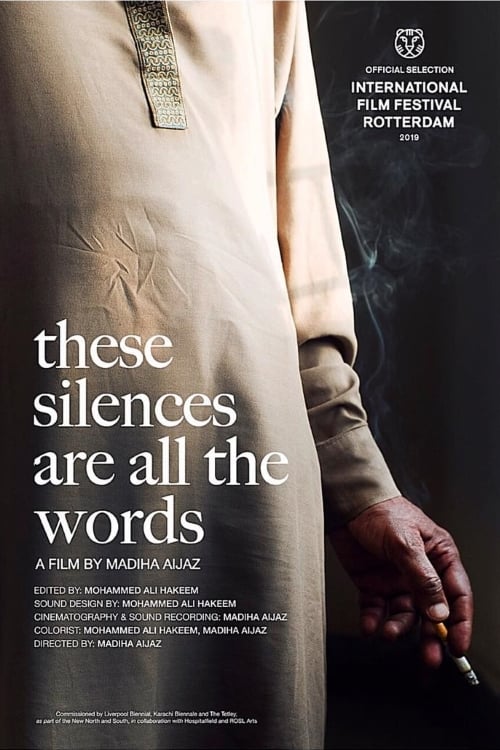 OFFICIAL SELECTION
INTERNATIONAL
FILM FESTIVAL
ROTTERDAM
2019
these
silences
are all the
words
A FILM BY MADIHA AIJAZ
EDITED BY: MOHAMMED ALI HAKEEM
SOUND DESIGN BY: MOHAMMED ALI HAKEEM
CINEMATOGRAPHY & SOUND RECORDING: MADIHA AIJAZ
COLORIST: MOHAMMED ALI HAKEEM, MADIHA AIJAZ
DIRECTED BY: MADIHA AIJAZ
Commissioned by Liverpool Biennial, Karachi Biennale and The Tetley,
as part of the New North and South, in collaboration with Hospitalfield and ROSL Arts